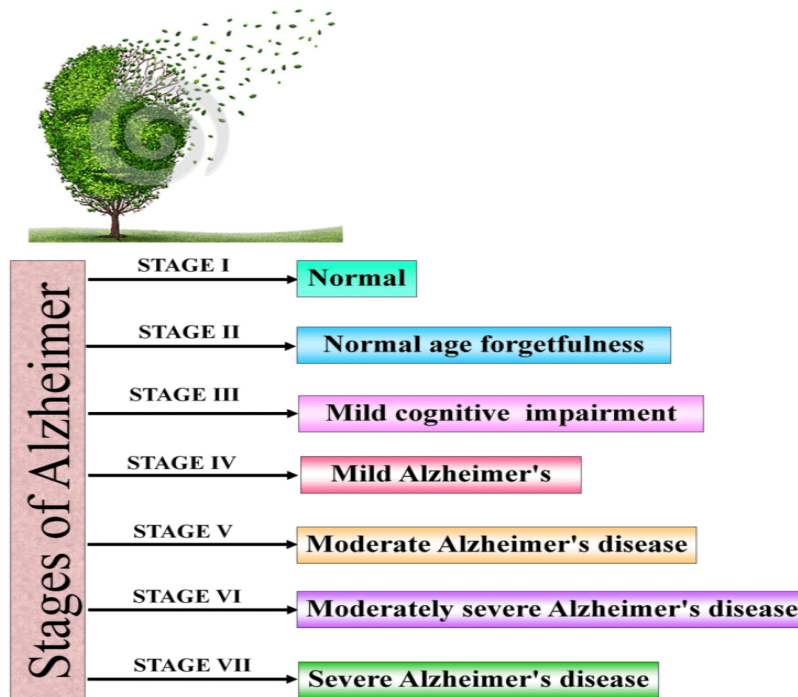 Stages of Alzheimer
STAGE I
Normal
STAGE II
Normal age forgetfulness
STAGE III
Mild cognitive impairment
STAGE IV
Mild Alzheimer's
STAGE V
Moderate Alzheimer's disease
STAGE VI
Moderately severe Alzheimer's disease
STAGE VII
Severe Alzheimer's disease